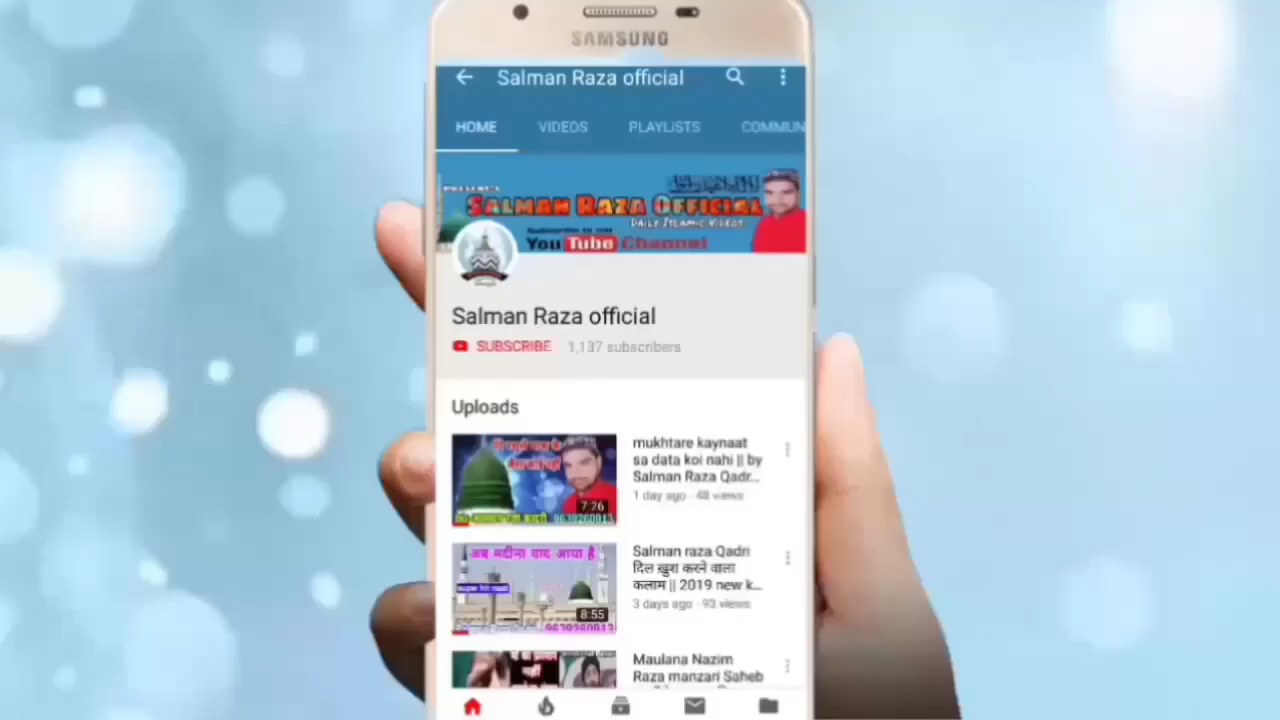 SAMSUNG
Salman Raza official
HOME VIDEOS PLAYLISTS COMMUN
SALMAN RAZA OFFICIAL
DAILY ISLAMIC VIDEOS
Subscribe to my
YouTube Channel
Salman Raza official
SUBSCRIBE 1,137 subscribers
Uploads
mukhtare kaynaat
sa data koi nahi || by
Salman Raza Qadr...
1 day ago · 48 views
7:26
Salman raza Qadri
दिल खुश करने वाला
कलाम || 2019 new k...
3 days ago · 93 views
अब मदीना याद आया है
8:55
Maulana Nazim
Raza manzari Saheb